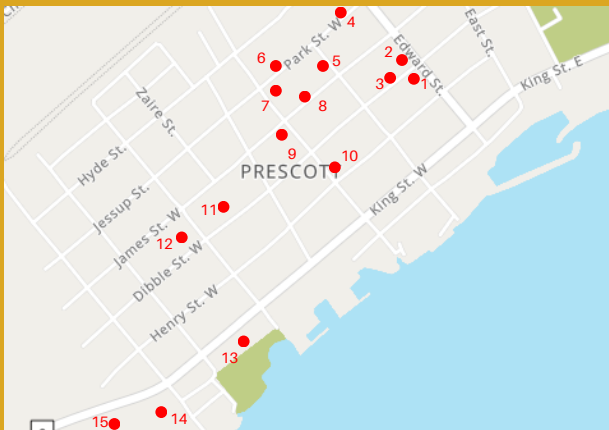 4
Park St. W
Edward St.
East St.
2
6
5
3
1
King St. E
7
8
Zaire St.
9
10
Hyde St.
PRESCOTT
King St. W
Jessup St.
11
James St. W
12
Dibble St. W
Henry St. W
13
14
15